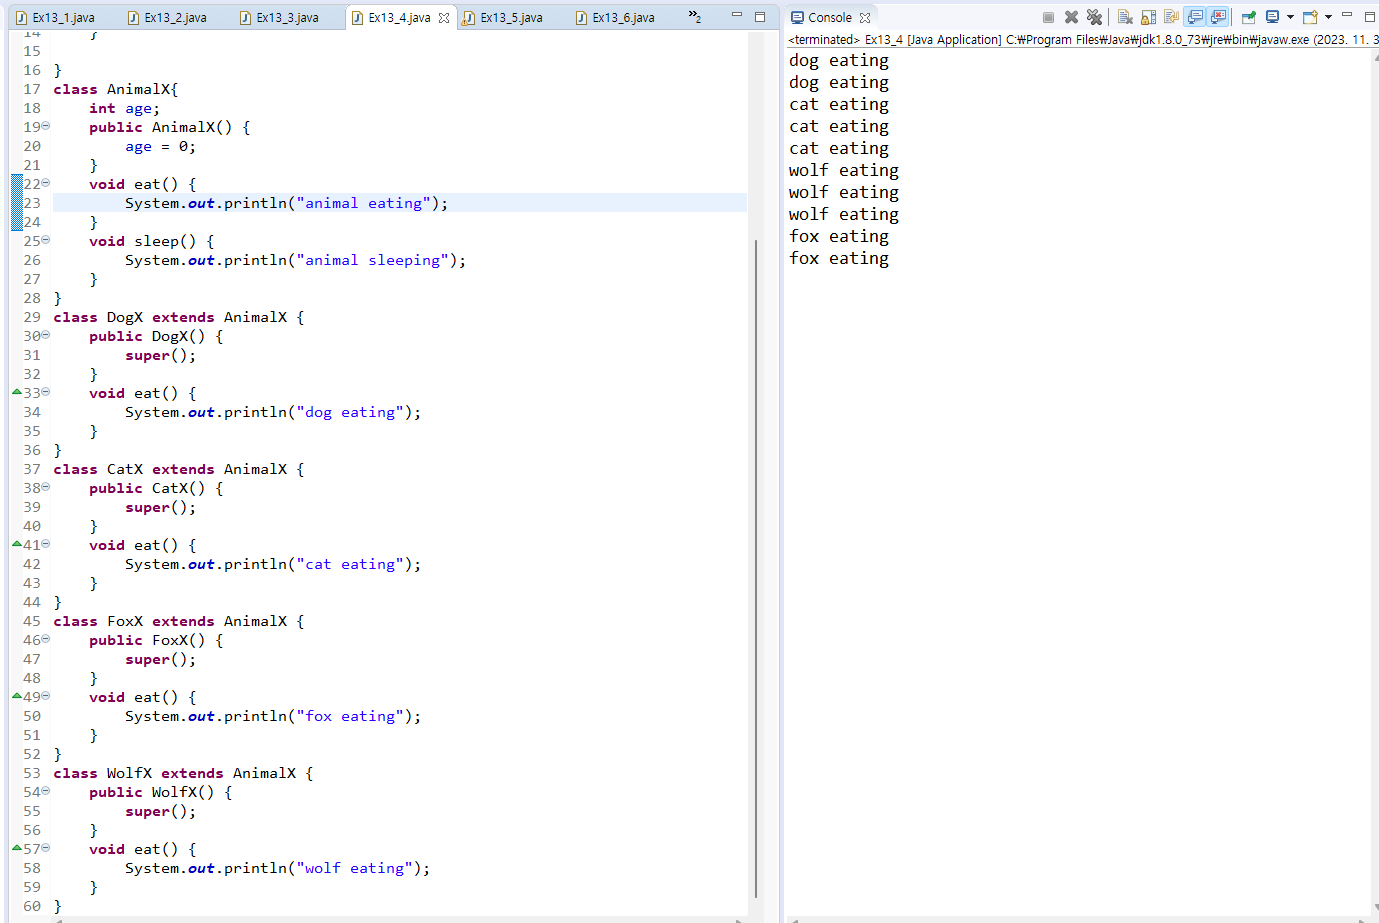 Ex13_1.java Ex13_2.java Ex13_3.java Ex13_4.java Ex13_5.java Ex13_6.java »2
14 }
15
16 }
17 class AnimalX{
18 int age;
19 public AnimalX() {
20 age = 0;
21 }
22 void eat() {
23 System.out.println("animal eating");
24 }
25 void sleep() {
26 System.out.println("animal sleeping");
27 }
28 }
29 class DogX extends AnimalX {
30 public DogX() {
31 super();
32 }
33 void eat() {
34 System.out.println("dog eating");
35 }
36 }
37 class CatX extends AnimalX {
38 public CatX() {
39 super();
40 }
41 void eat() {
42 System.out.println("cat eating");
43 }
44 }
45 class FoxX extends AnimalX {
46 public FoxX() {
47 super();
48 }
49 void eat() {
50 System.out.println("fox eating");
51 }
52 }
53 class WolfX extends AnimalX {
54 public WolfX() {
55 super();
56 }
57 void eat() {
58 System.out.println("wolf eating");
59 }
60 }
Console
<terminated> Ex13_4 [Java Application] C:₩Program Files₩Java₩jdk1.8.0_73₩jre₩bin₩javaw.exe (2023. 11. 3
dog eating
dog eating
cat eating
cat eating
cat eating
wolf eating
wolf eating
wolf eating
fox eating
fox eating